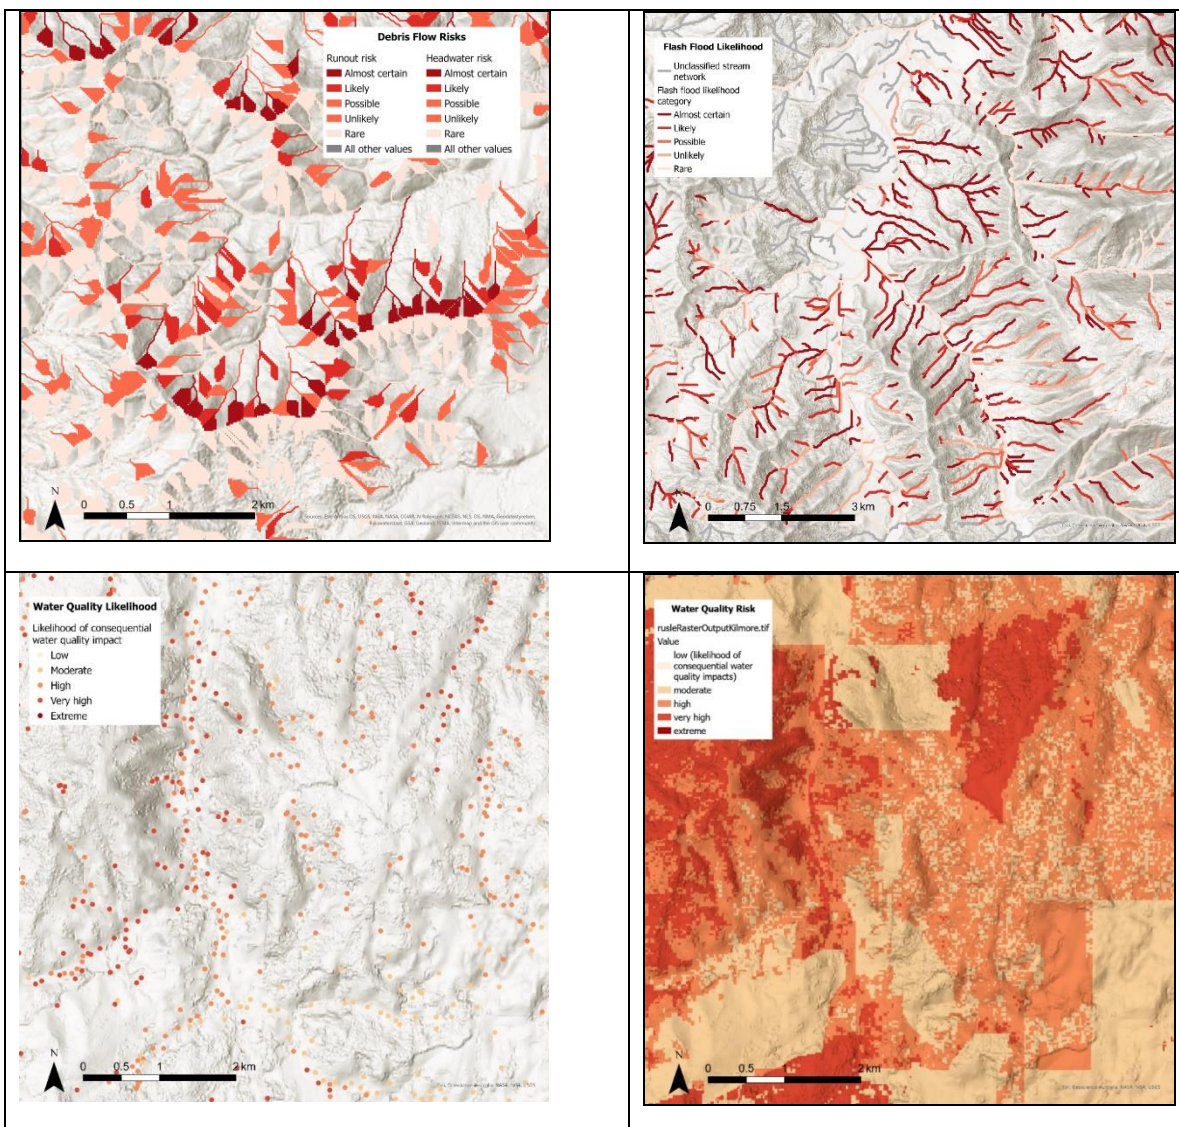 Debris Flow Risks
Runout risk Headwater risk
Almost certain Almost certain
Likely Likely
Possible Possible
Unlikely Unlikely
Rare Rare
All other values All other values
N
0 0.5 1 2 km
Flash Flood Likelihood
Unclassified stream
network
Flash flood likelihood
category
Almost certain
Likely
Possible
Unlikely
Rare
N
0 0.75 1.5 3 km
Water Quality Likelihood
Likelihood of consequential
water quality impact
Low
Moderate
High
Very high
Extreme
N
0 0.5 1 2 km
Water Quality Risk
rusleRasterOutputKilmore.tif
Value
low (likelihood of
consequential water
quality impacts)
moderate
high
very high
extreme
N
0 0.5 1 2 km